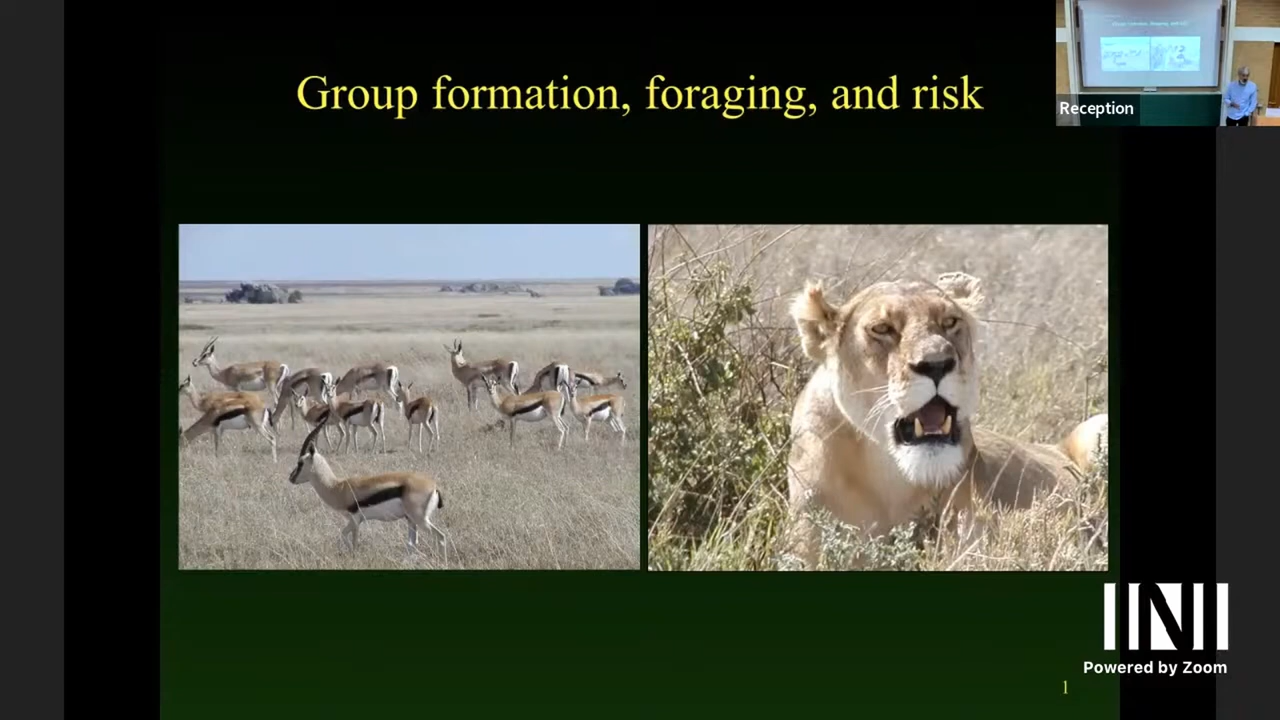 Group formation, foraging, and risk
Reception
INI
Powered by Zoom
1